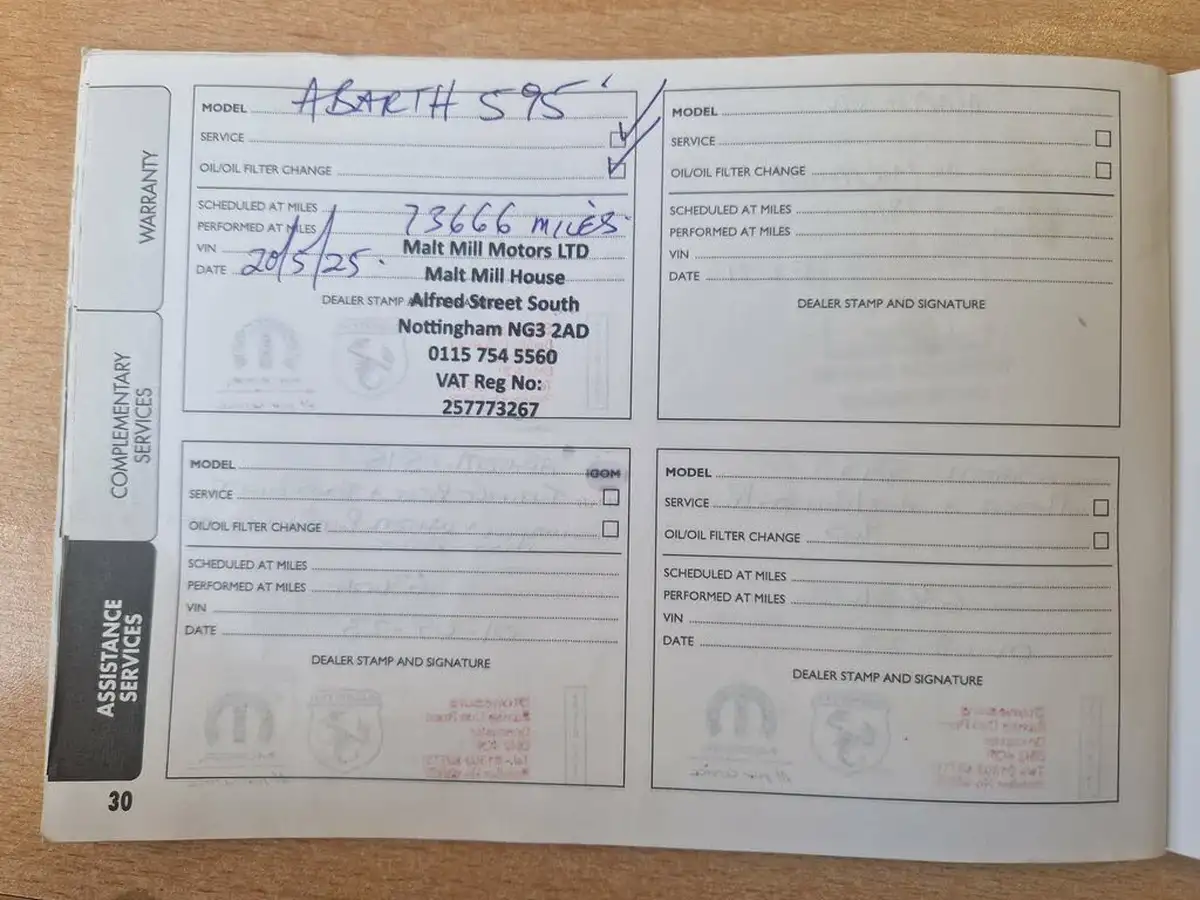 WARRANTY
COMPLEMENTARY
SERVICES
ASSISTANCE
SERVICES
30
MODEL ABARTH 595
SERVICE
OIL/OIL FILTER CHANGE
SCHEDULED AT MILES
PERFORMED AT MILES 73666 MILES
VIN
DATE 20/5/25
DEALER STAMP A
Malt Mill Motors LTD
Malt Mill House
Alfred Street South
Nottingham NG3 2AD
0115 754 5560
VAT Reg No:
257773267
MODEL
SERVICE
OIL/OIL FILTER CHANGE
SCHEDULED AT MILES
PERFORMED AT MILES
VIN
DATE
DEALER STAMP AND SIGNATURE
MODEL
SERVICE
OIL/OIL FILTER CHANGE
SCHEDULED AT MILES
PERFORMED AT MILES
VIN
DATE
DEALER STAMP AND SIGNATURE
MODEL
SERVICE
OIL/OIL FILTER CHANGE
SCHEDULED AT MILES
PERFORMED AT MILES
VIN
DATE
DEALER STAMP AND SIGNATURE